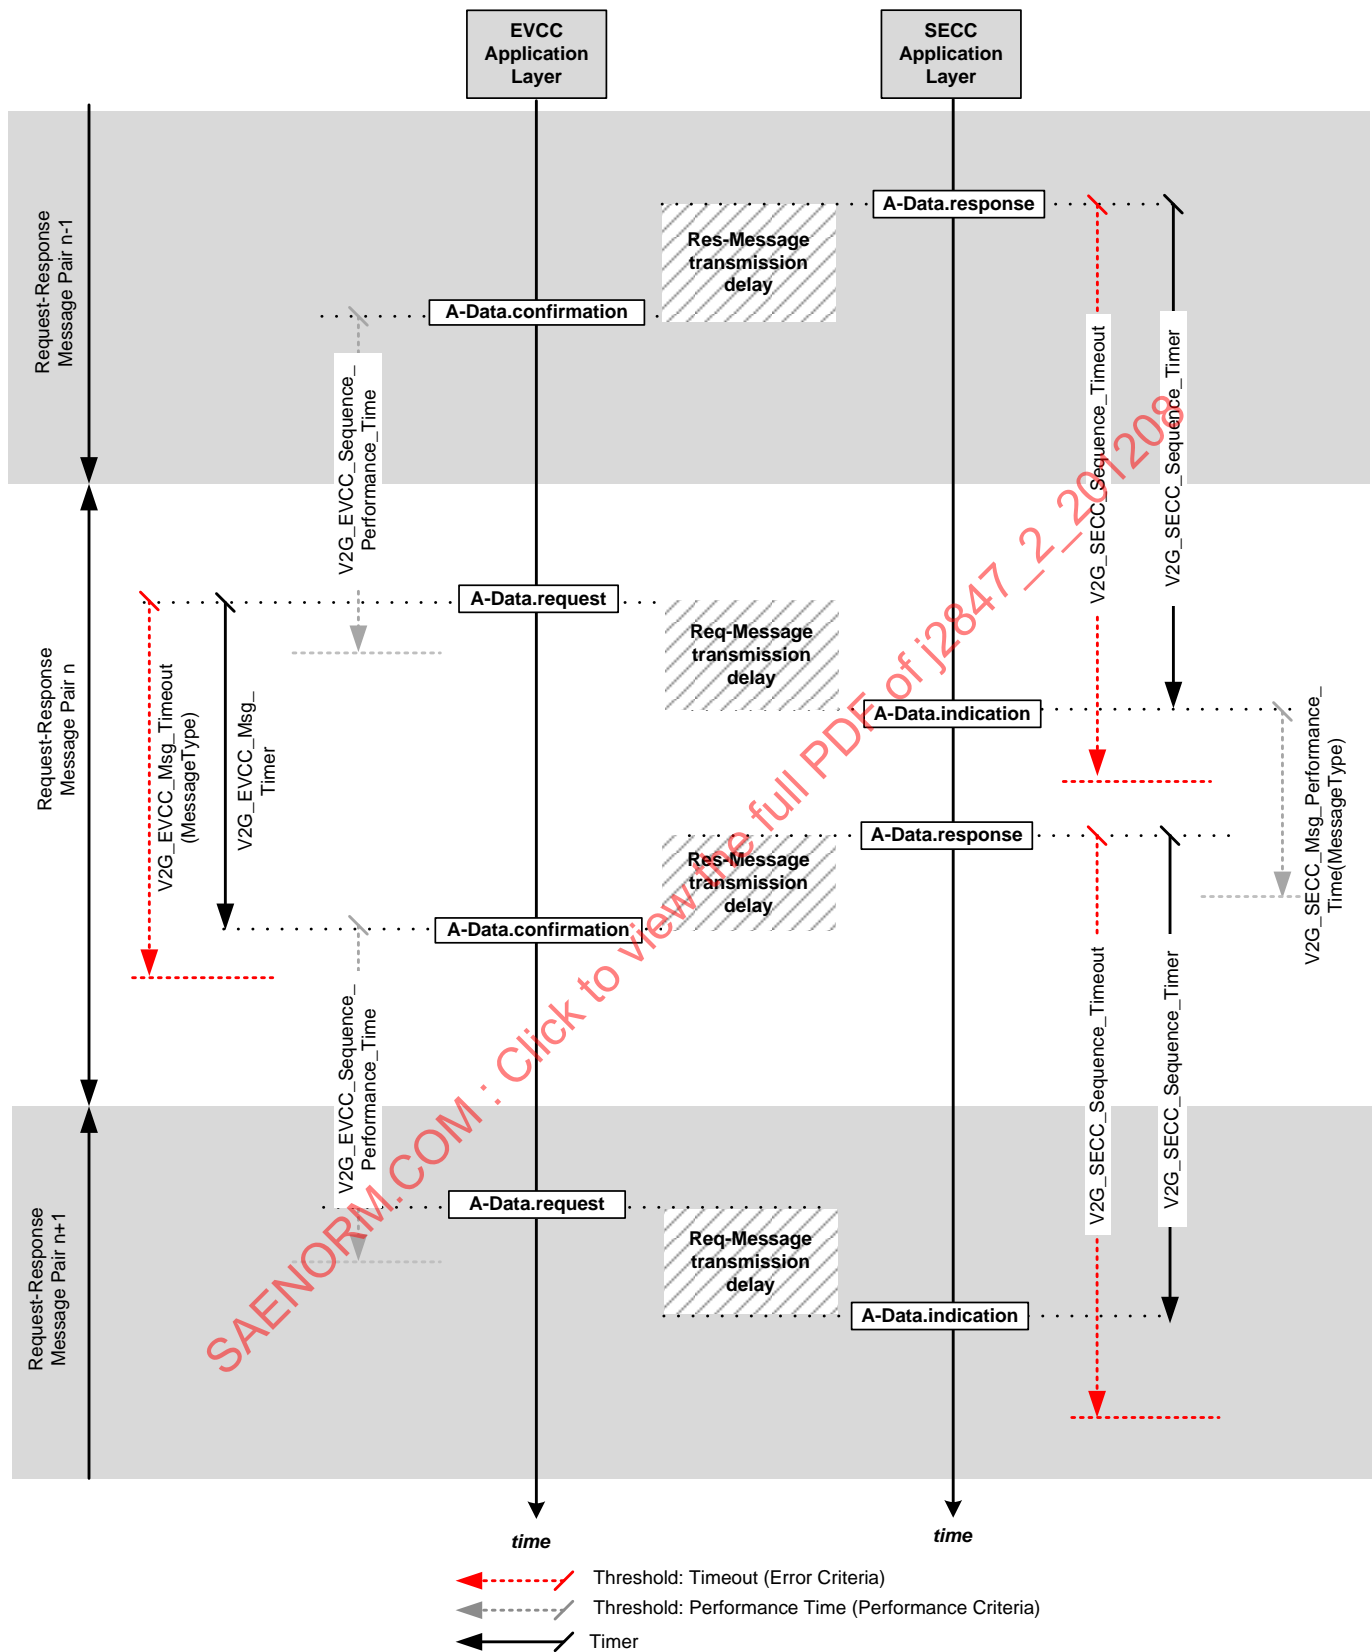 EVCC
Application
Layer
SECC
Application
Layer
Request-Response
Message Pair n-1
A-Data.response
Res-Message
transmission
delay
A-Data.confirmation
V2G_EVCC_Sequence_
Performance_Time
V2G_SECC_Sequence_Timeout
V2G_SECC_Sequence_Timer
Request-Response
Message Pair n
A-Data.request
Req-Message
transmission
delay
A-Data.indication
V2G_EVCC_Msg_Timeout
(MessageType)
V2G_EVCC_Msg_
Timer
V2G_SECC_Msg_Performance_
Time(MessageType)
A-Data.response
Res-Message
transmission
delay
A-Data.confirmation
V2G_EVCC_Sequence_
Performance_Time
V2G_SECC_Sequence_Timeout
V2G_SECC_Sequence_Timer
Request-Response
Message Pair n+1
A-Data.request
Req-Message
transmission
delay
A-Data.indication
time
time
Threshold: Timeout (Error Criteria)
Threshold: Performance Time (Performance Criteria)
Timer
SAENORM.COM : Click to view the full PDF of j2847_2_201208